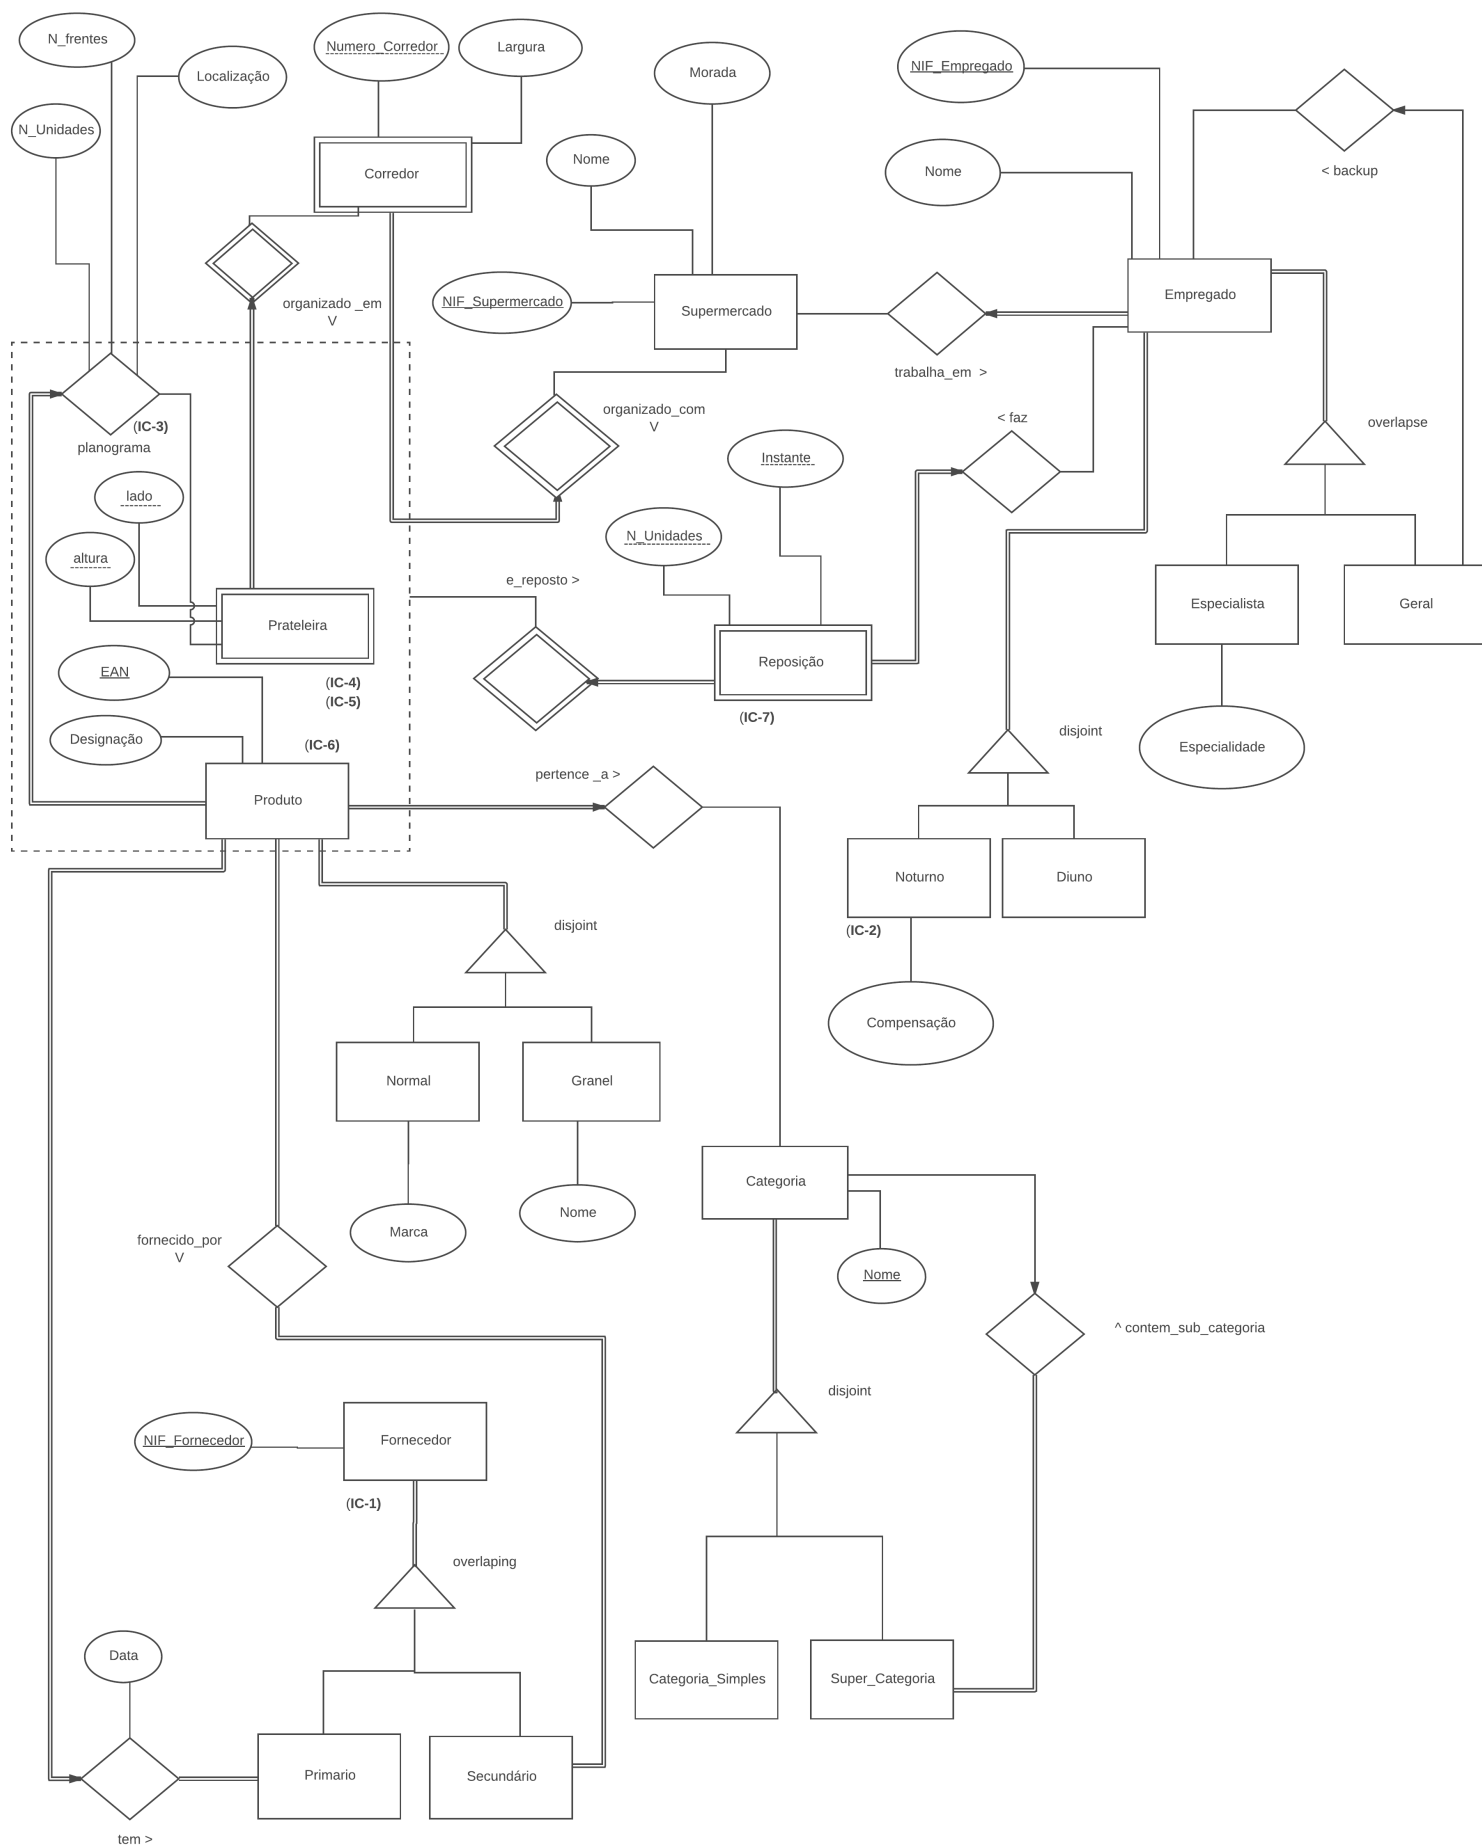 N_frentes
Numero_Corredor
Largura
Localização
Morada
NIF_Empregado
N_Unidades
Nome
Nome
Corredor
< backup
organizado _em
V
NIF_Supermercado
Supermercado
Empregado
trabalha_em >
(IC-3)
planograma
organizado_com
V
< faz
overlapse
lado
Instante
altura
N_Unidades
e_reposto >
Prateleira
Reposição
Especialista
Geral
EAN
(IC-4)
(IC-5)
(IC-7)
Designação
(IC-6)
disjoint
Especialidade
Produto
pertence _a >
Noturno
Diuno
(IC-2)
disjoint
Compensação
Normal
Granel
Categoria
Marca
Nome
fornecido_por
V
Nome
^ contem_sub_categoria
disjoint
NIF_Fornecedor
Fornecedor
(IC-1)
overlaping
Data
Categoria_Simples
Super_Categoria
Primario
Secundário
tem >